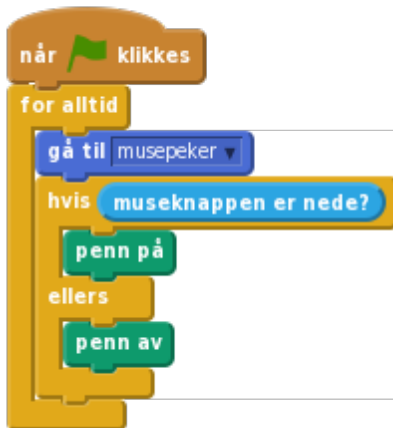 når klikkes
for alltid
gå til musepeker
hvis museknappen er nede?
penn på
ellers
penn av